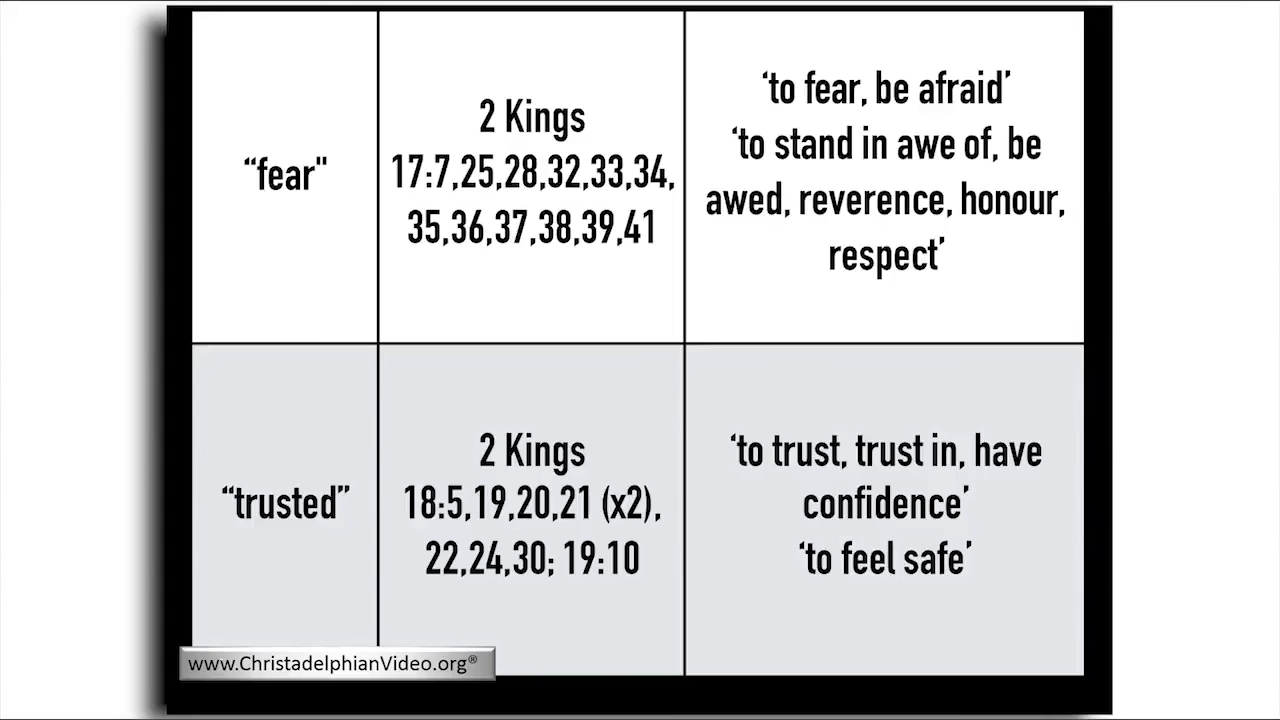 “fear"
2 Kings
17:7,25,28,32,33,34,
35,36,37,38,39,41
‘to fear, be afraid’
‘to stand in awe of, be
awed, reverence, honour,
respect’
“trusted”
2 Kings
18:5,19,20,21 (x2),
22,24,30; 19:10
‘to trust, trust in, have
confidence’
‘to feel safe’
www.ChristadelphianVideo.org®